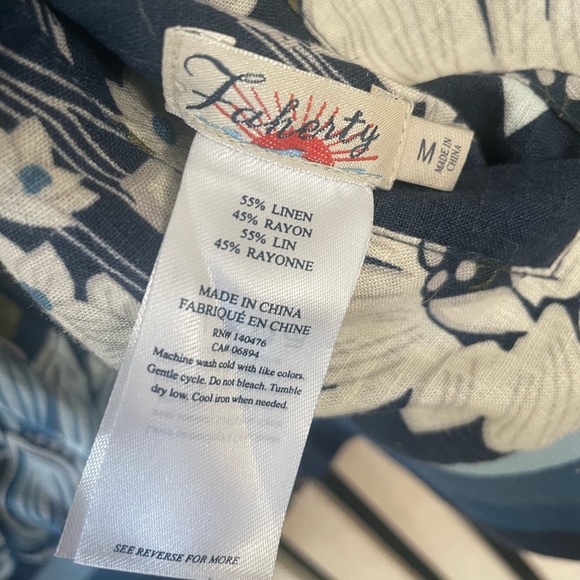 Faherty
M
MADE IN
CHINA
55% LINEN
45% RAYON
55% LIN
45% RAYONNE
MADE IN CHINA
FABRIQUÉ EN CHINE
RN# 140476
CA# 06894
Machine wash cold with like colors.
Gentle cycle. Do not bleach. Tumble
dry low. Cool iron when needed.
SEE REVERSE FOR MORE